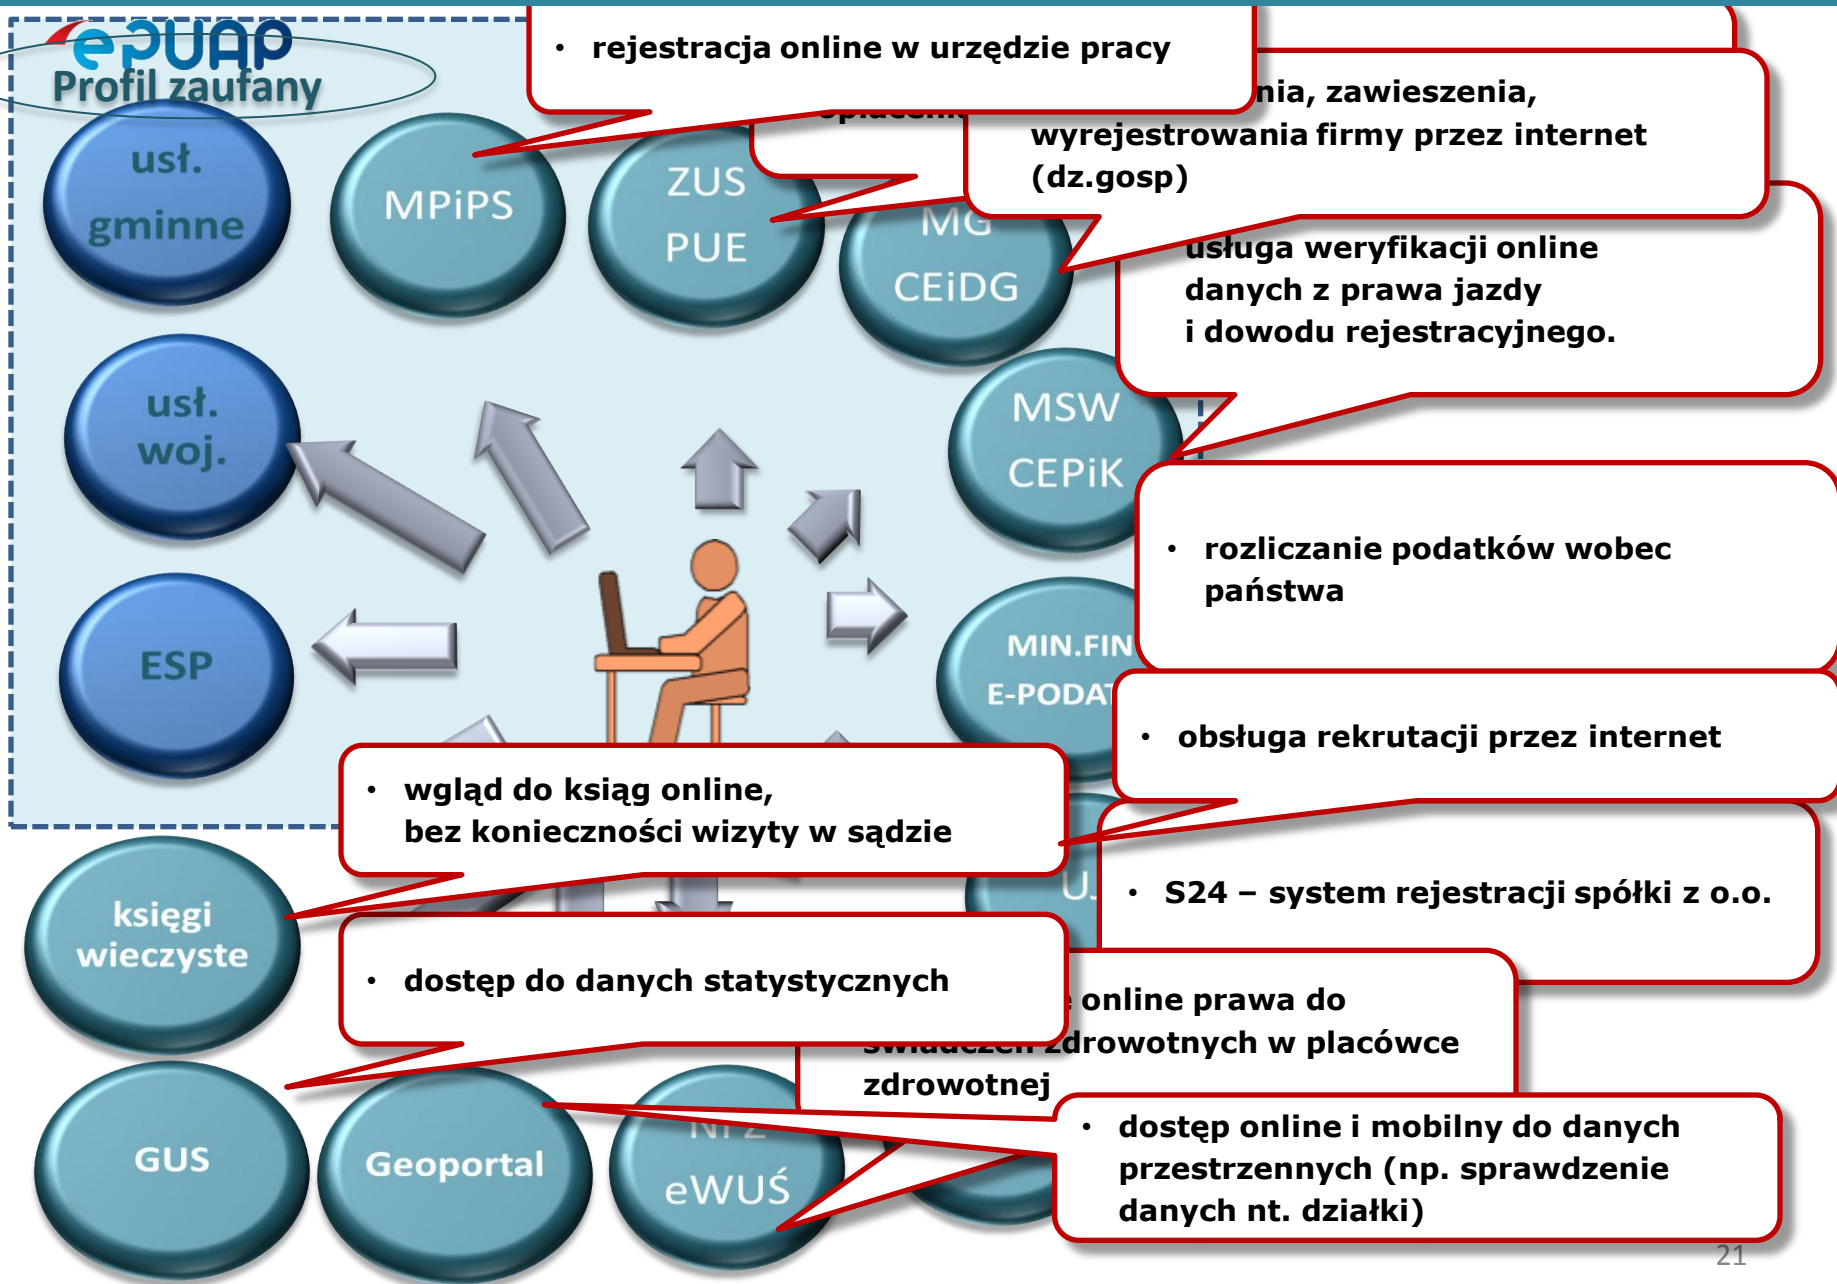 ePUAP
Profil zaufany
• rejestracja online w urzędzie pracy
wyrejestrowania firmy przez internet
(dz.gosp)
zawieszenia,
usł.
gminne
MPiPS
ZUS
PUE
MG
CEiDG
usługa weryfikacji online
danych z prawa jazdy
i dowodu rejestracyjnego.
usł.
woj.
MSW
CEPiK
• rozliczanie podatków wobec
państwa
ESP
MIN.FIN
• obsługa rekrutacji przez internet
• wgląd do ksiąg online,
bez konieczności wizyty w sądzie
• S24 – system rejestracji spółki z o.o.
księgi
wieczyste
• dostęp do danych statystycznych
online prawa do
świadczeń zdrowotnych w placówce
zdrowotnej
GUS
Geoportal
NFZ
eWUŚ
• dostęp online i mobilny do danych
przestrzennych (np. sprawdzenie
danych nt. działki)
21